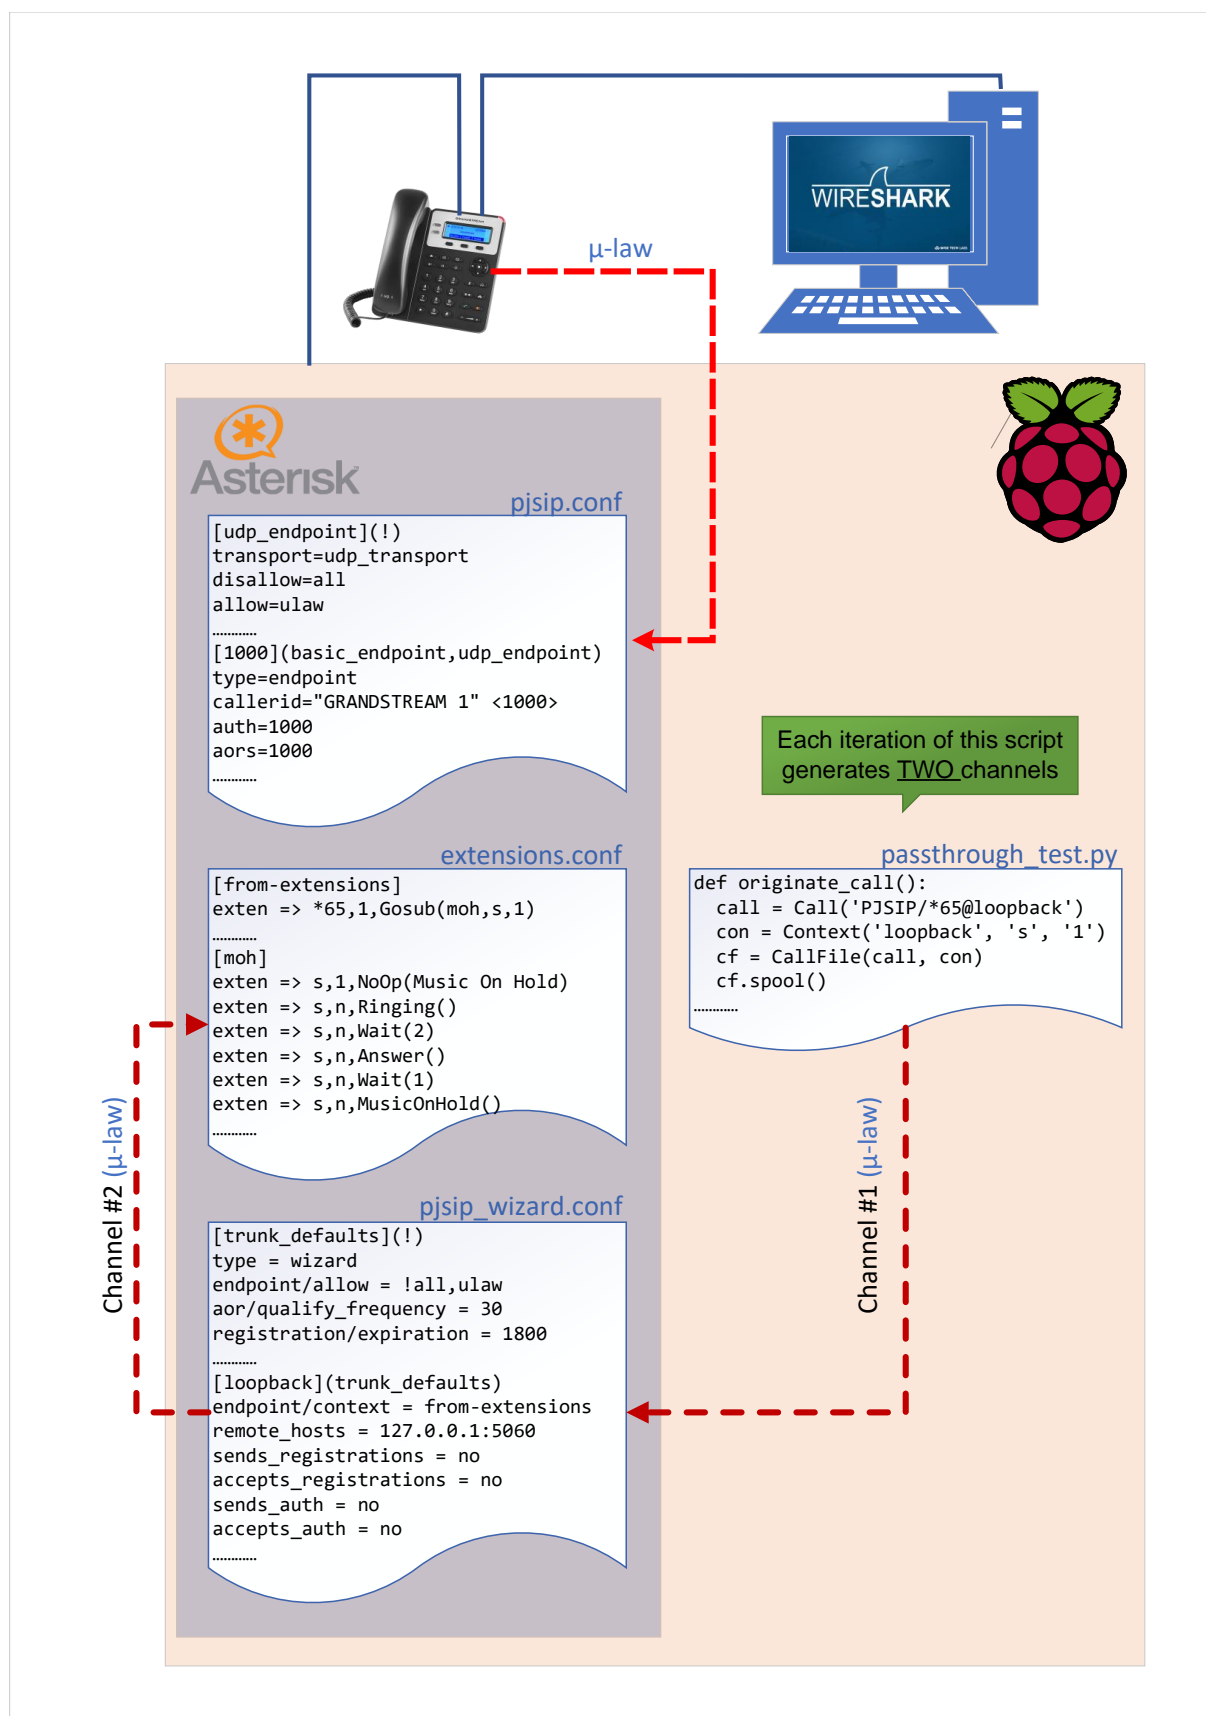 WIRESHARK
GRANDSTREAM
μ-law
Asterisk
pjsip.conf
[udp_endpoint](!)
transport=udp_transport
disallow=all
allow=ulaw
…………
[1000](basic_endpoint,udp_endpoint)
type=endpoint
callerid="GRANDSTREAM 1" <1000>
auth=1000
aors=1000
…………
Each iteration of this script
generates TWO channels
extensions.conf
[from-extensions]
exten => *65,1,Gosub(moh,s,1)
…………
[moh]
exten => s,1,NoOp(Music On Hold)
exten => s,n,Ringing()
exten => s,n,Wait(2)
exten => s,n,Answer()
exten => s,n,Wait(1)
exten => s,n,MusicOnHold()
…………
passthrough_test.py
def originate_call():
  call = Call('PJSIP/*65@loopback')
  con = Context('loopback', 's', '1')
  cf = CallFile(call, con)
  cf.spool()
…………
Channel #2 (μ-law)
Channel #1 (μ-law)
pjsip_wizard.conf
[trunk_defaults](!)
type = wizard
endpoint/allow = !all,ulaw
aor/qualify_frequency = 30
registration/expiration = 1800
…………
[loopback](trunk_defaults)
endpoint/context = from-extensions
remote_hosts = 127.0.0.1:5060
sends_registrations = no
accepts_registrations = no
sends_auth = no
accepts_auth = no
…………